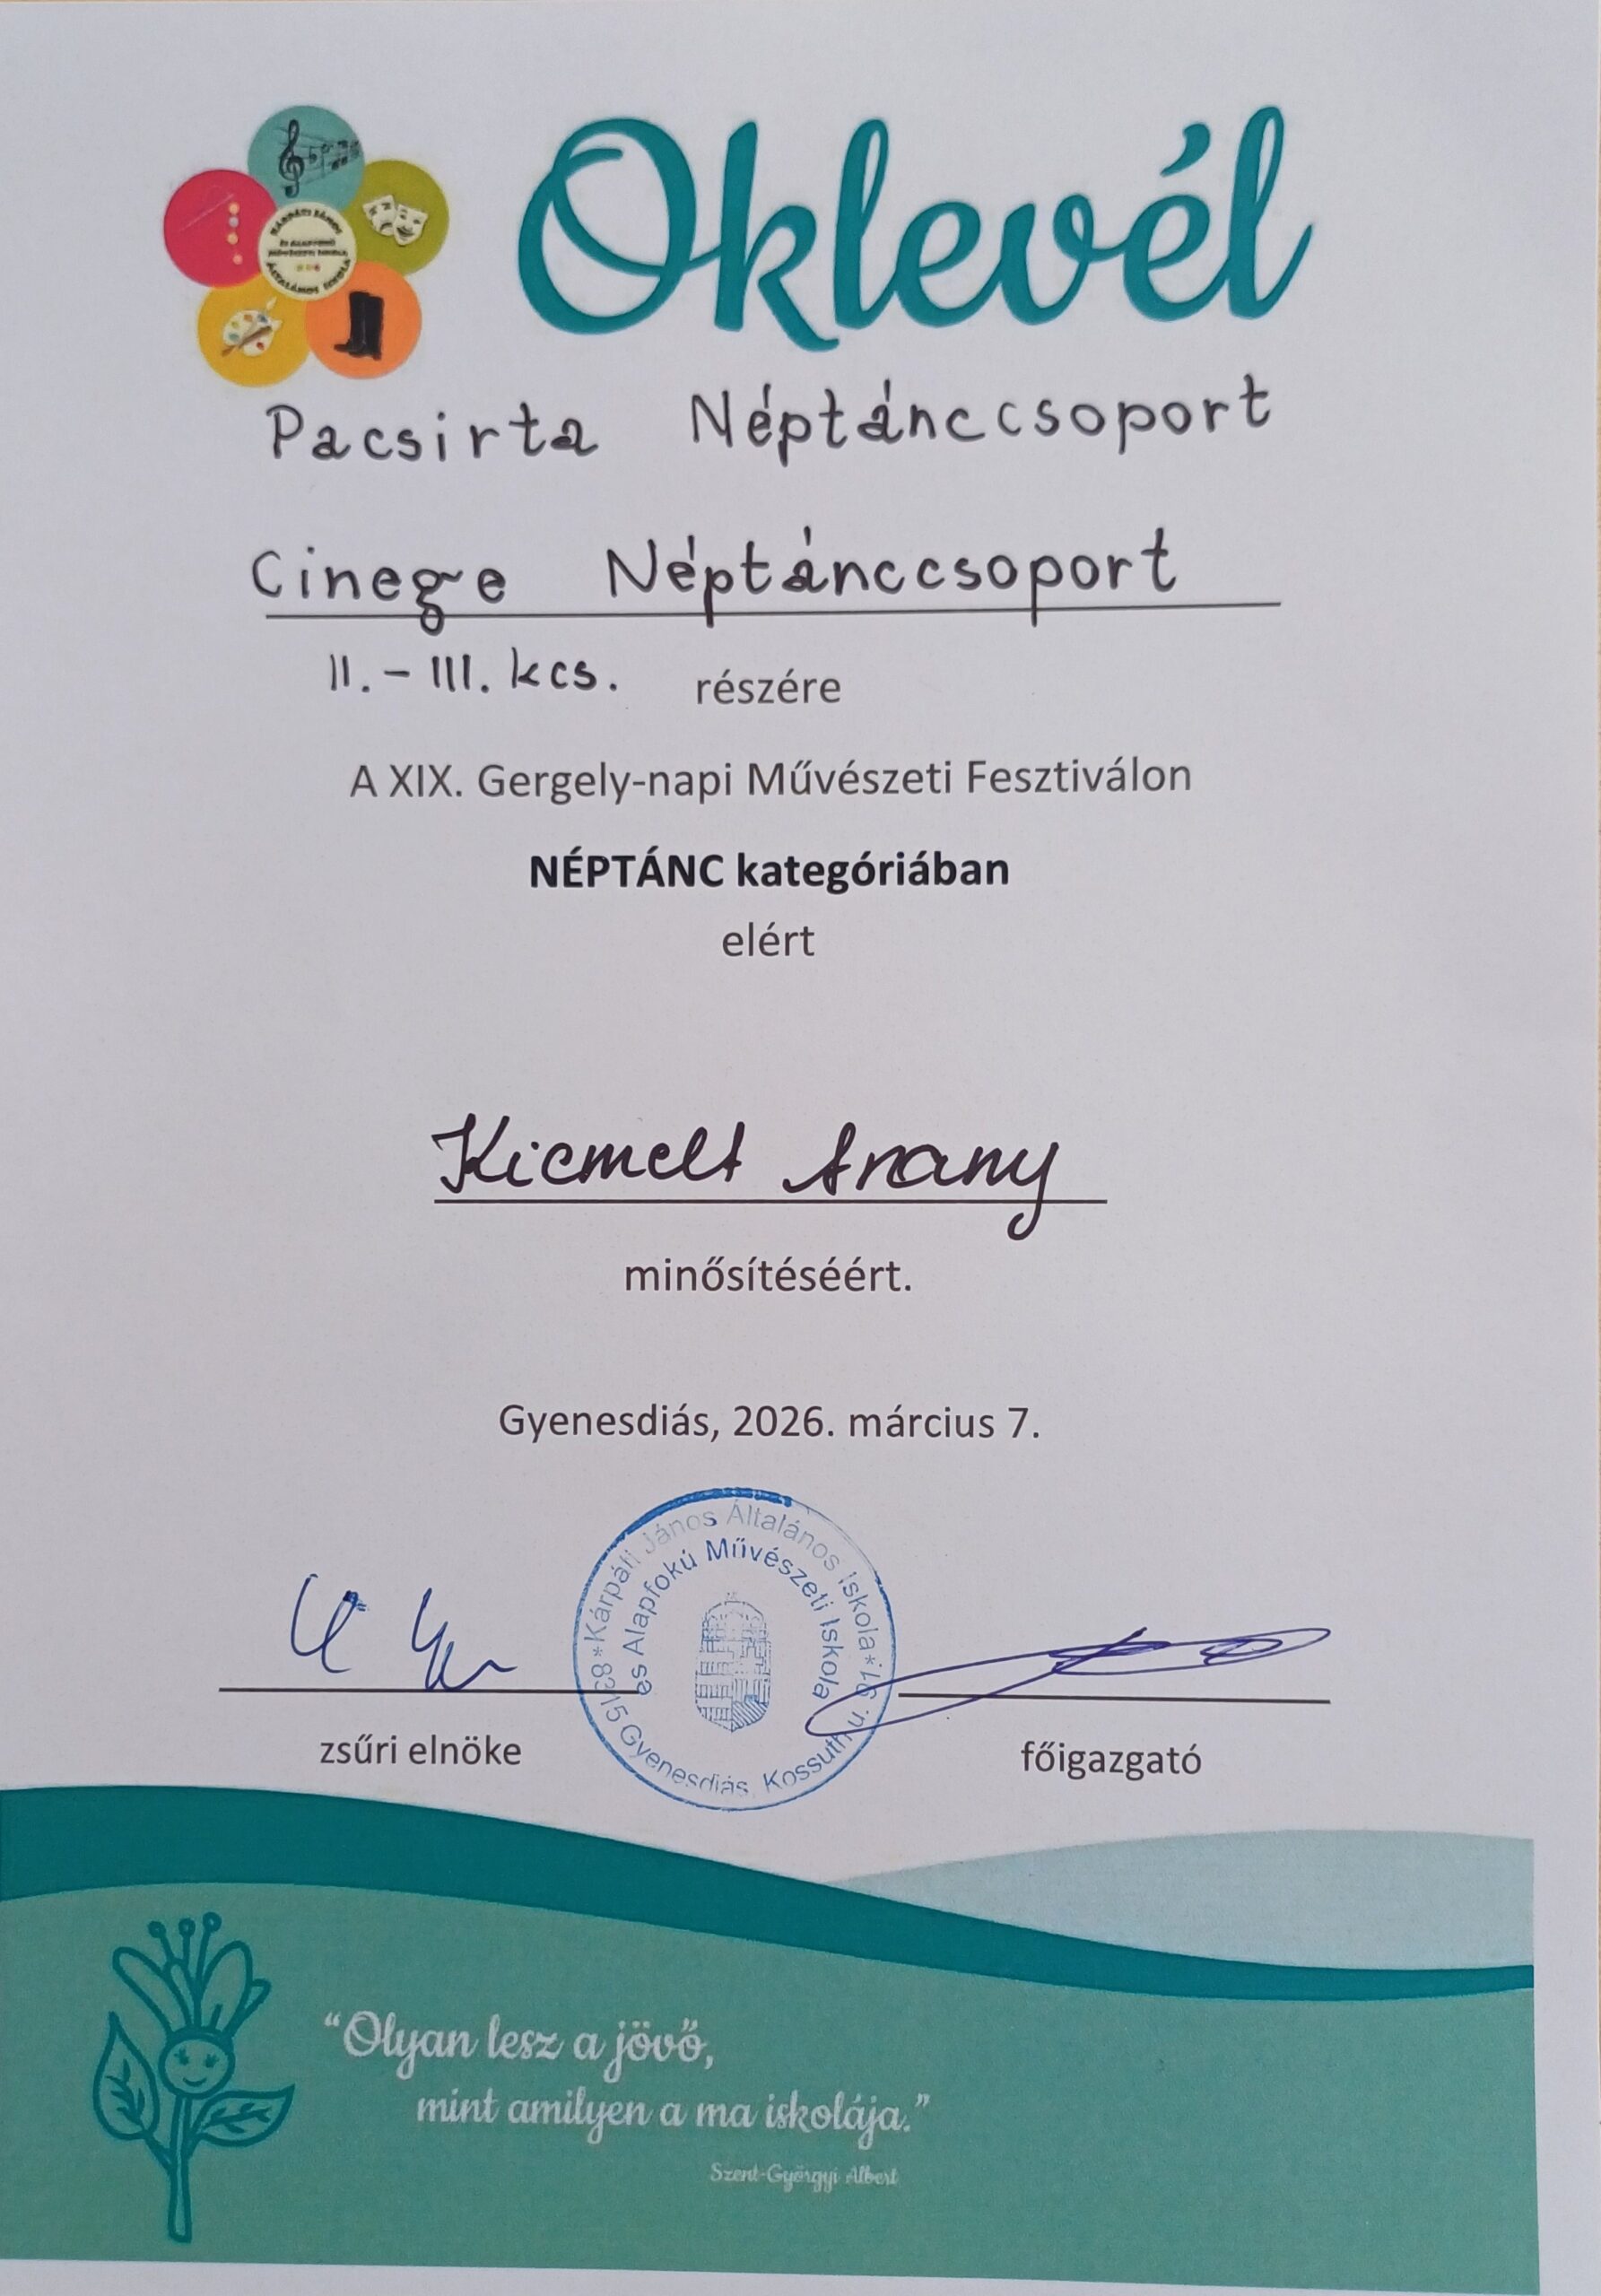 Oklevél
Pacsirta Néptánccsoport
Cinege Néptánccsoport
II. - III. kcs. részére
A XIX. Gergely-napi Művészeti Fesztiválon
NÉPTÁNC kategóriában
elért
Kiemelt Arany
minősítéséért.
Gyenesdiás, 2026. március 7.
*Kárpáti János Általános Iskola*
és Alapfokú Művészeti Iskola
Gyenesdiás, Kossuth u.
zsűri elnöke
főigazgató
“Olyan lesz a jövő,
mint amilyen a ma iskolája.”
Szent-Györgyi Albert